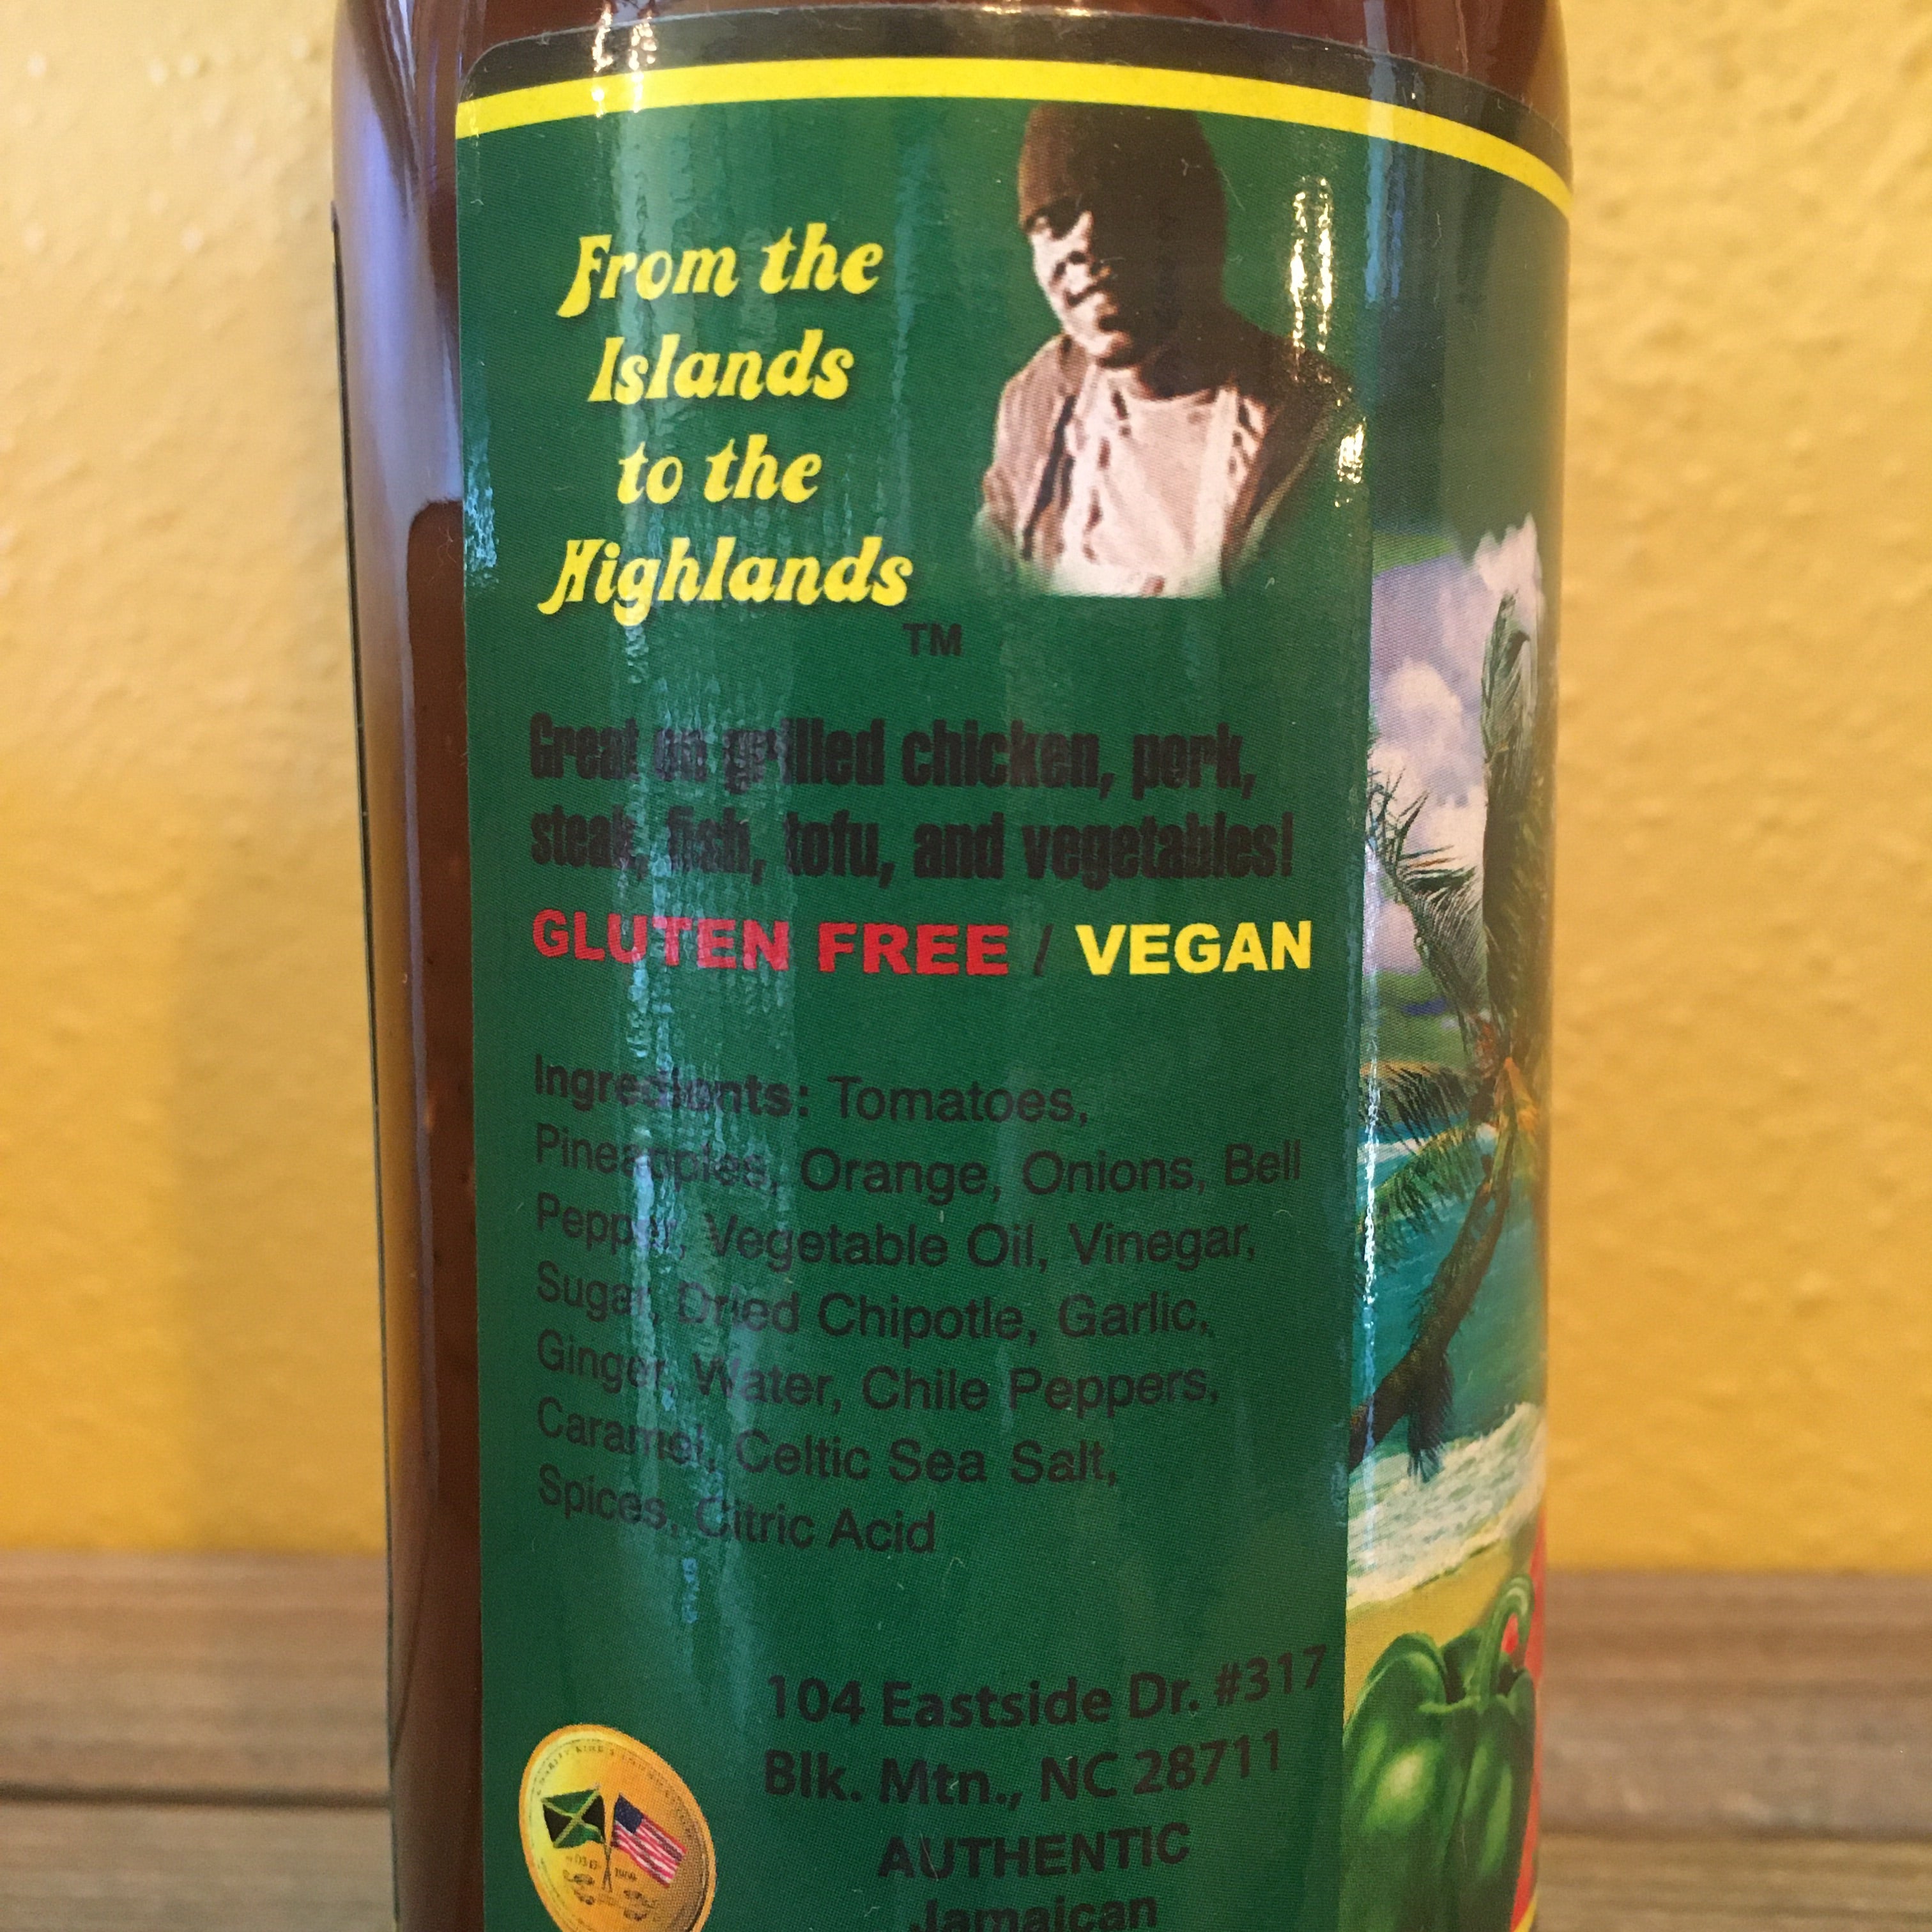 From the
Islands
to the
Highlands
TM
Great on grilled chicken, pork,
steak, fish, tofu, and vegetables!
GLUTEN FREE / VEGAN
Ingredients: Tomatoes,
Pineapples, Orange, Onions, Bell
Pepper, Vegetable Oil, Vinegar,
Sugar, Dried Chipotle, Garlic,
Ginger, Water, Chile Peppers,
Caramel, Celtic Sea Salt,
Spices, Citric Acid
104 Eastside Dr. #317
Blk. Mtn., NC 28711
AUTHENTIC
Jamaican